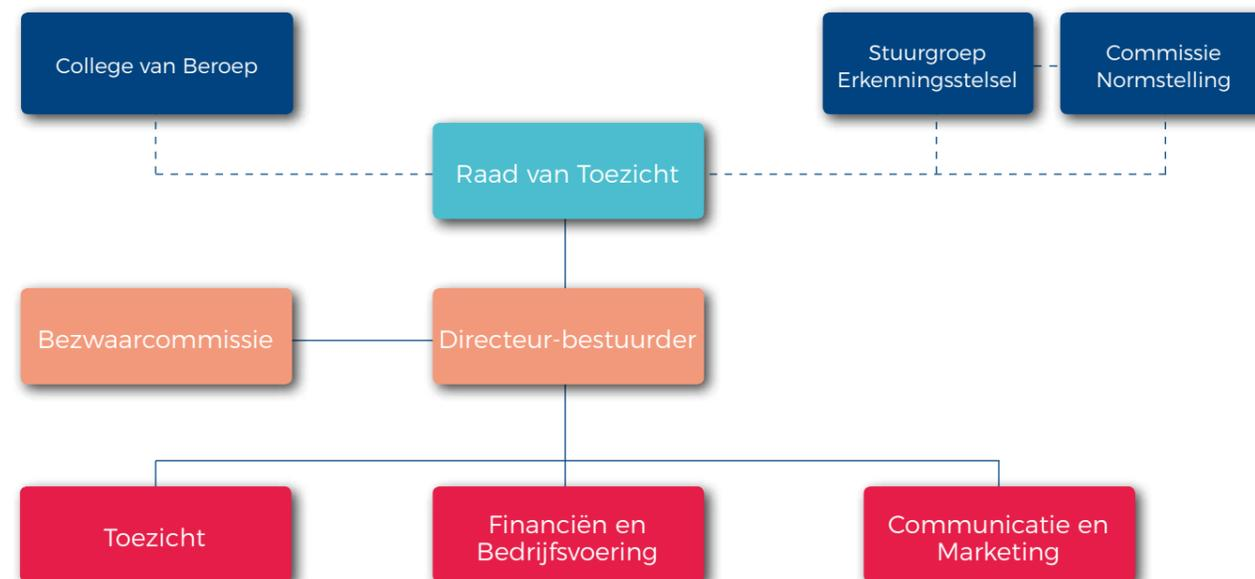 College van Beroep
Stuurgroep
Erkenningsstelsel
Commissie
Normstelling
Raad van Toezicht
Bezwaarcommissie
Directeur-bestuurder
Toezicht
Financiën en
Bedrijfsvoering
Communicatie en
Marketing